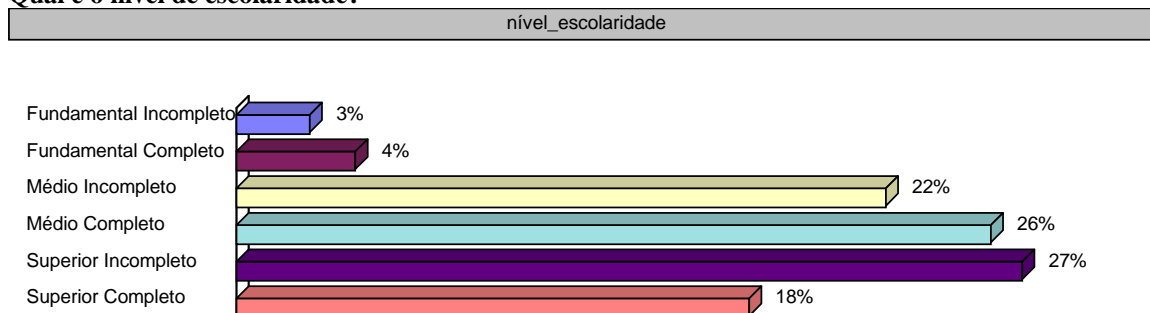 Qual é o nível de escolaridade?
nível_escolaridade
Fundamental Incompleto 3%
Fundamental Completo 4%
Médio Incompleto 22%
Médio Completo 26%
Superior Incompleto 27%
Superior Completo 18%